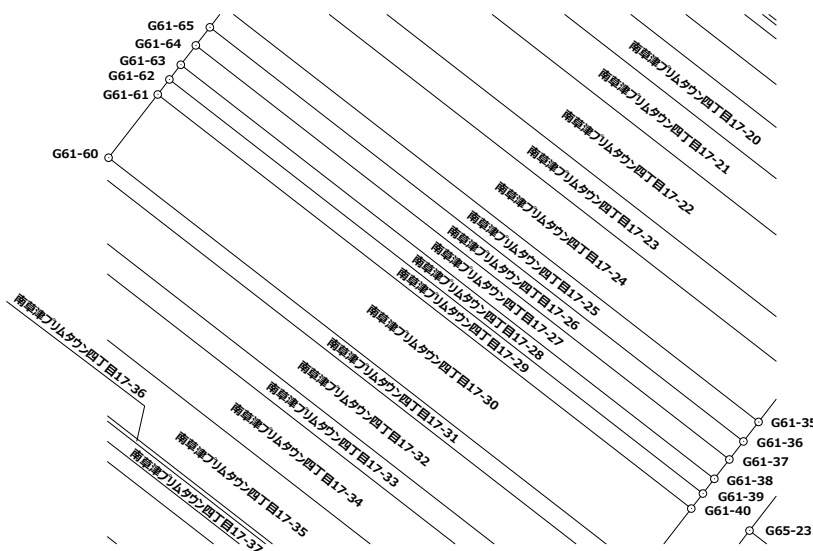 G61-65
G61-64
G61-63
G61-62
G61-61
G61-60
南草津プリムタウン四丁目17-20
南草津プリムタウン四丁目17-21
南草津プリムタウン四丁目17-22
南草津プリムタウン四丁目17-23
南草津プリムタウン四丁目17-24
南草津プリムタウン四丁目17-25
南草津プリムタウン四丁目17-26
南草津プリムタウン四丁目17-27
南草津プリムタウン四丁目17-28
南草津プリムタウン四丁目17-29
南草津プリムタウン四丁目17-30
南草津プリムタウン四丁目17-31
南草津プリムタウン四丁目17-32
南草津プリムタウン四丁目17-33
南草津プリムタウン四丁目17-34
南草津プリムタウン四丁目17-35
南草津プリムタウン四丁目17-36
南草津プリムタウン四丁目17-37
G61-35
G61-36
G61-37
G61-38
G61-39
G61-40
G65-23